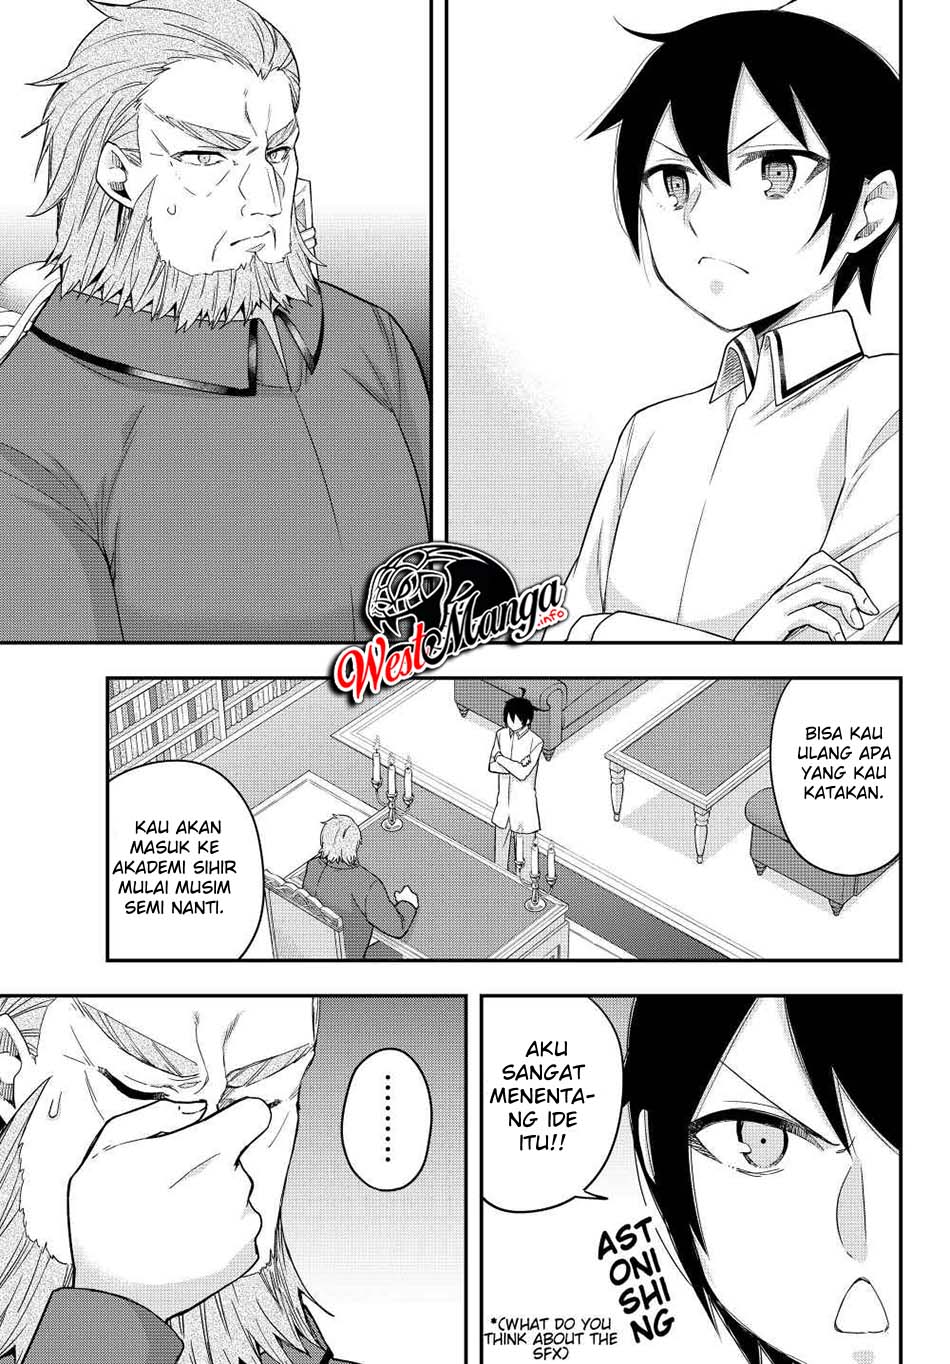 WestManga
.info
BISA KAU
ULANG APA
YANG KAU
KATAKAN.
KAU AKAN
MASUK KE
AKADEMI SIHIR
MULAI MUSIM
SEMI NANTI.
AKU
SANGAT
MENENTA-
NG IDE
ITU!!
AST
ONI
SHI
NG
*(WHAT DO YOU
THINK ABOUT THE
SFX)
........